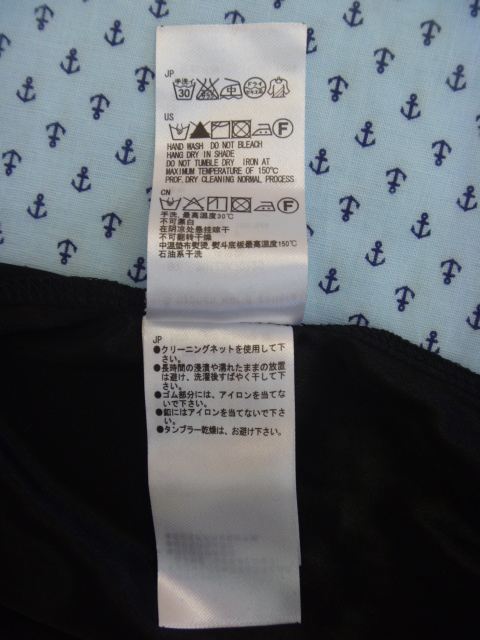 JP
手洗イ
30
中
US
F
HAND WASH DO NOT BLEACH
HANG DRY IN SHADE
DO NOT TUMBLE DRY IRON AT
MAXIMUM TEMPERATURE OF 150℃
PROF. DRY CLEANING NORMAL PROCESS
CN
F
手洗,最高温度30℃
不可漂白
在阴凉处悬挂晾干
不可翻转干燥
中温垫布熨烫,熨斗底板最高温度150℃
石油系干洗
JP
●クリーニングネットを使用して下
さい。
●長時間の浸漬や濡れたままの放置
は避け、洗濯後すばやく干して下
さい。
●ゴム部分には、アイロンを当てな
いで下さい。
●釦にはアイロンを当てないで下
さい。
●タンブラー乾燥は、お避け下さい。